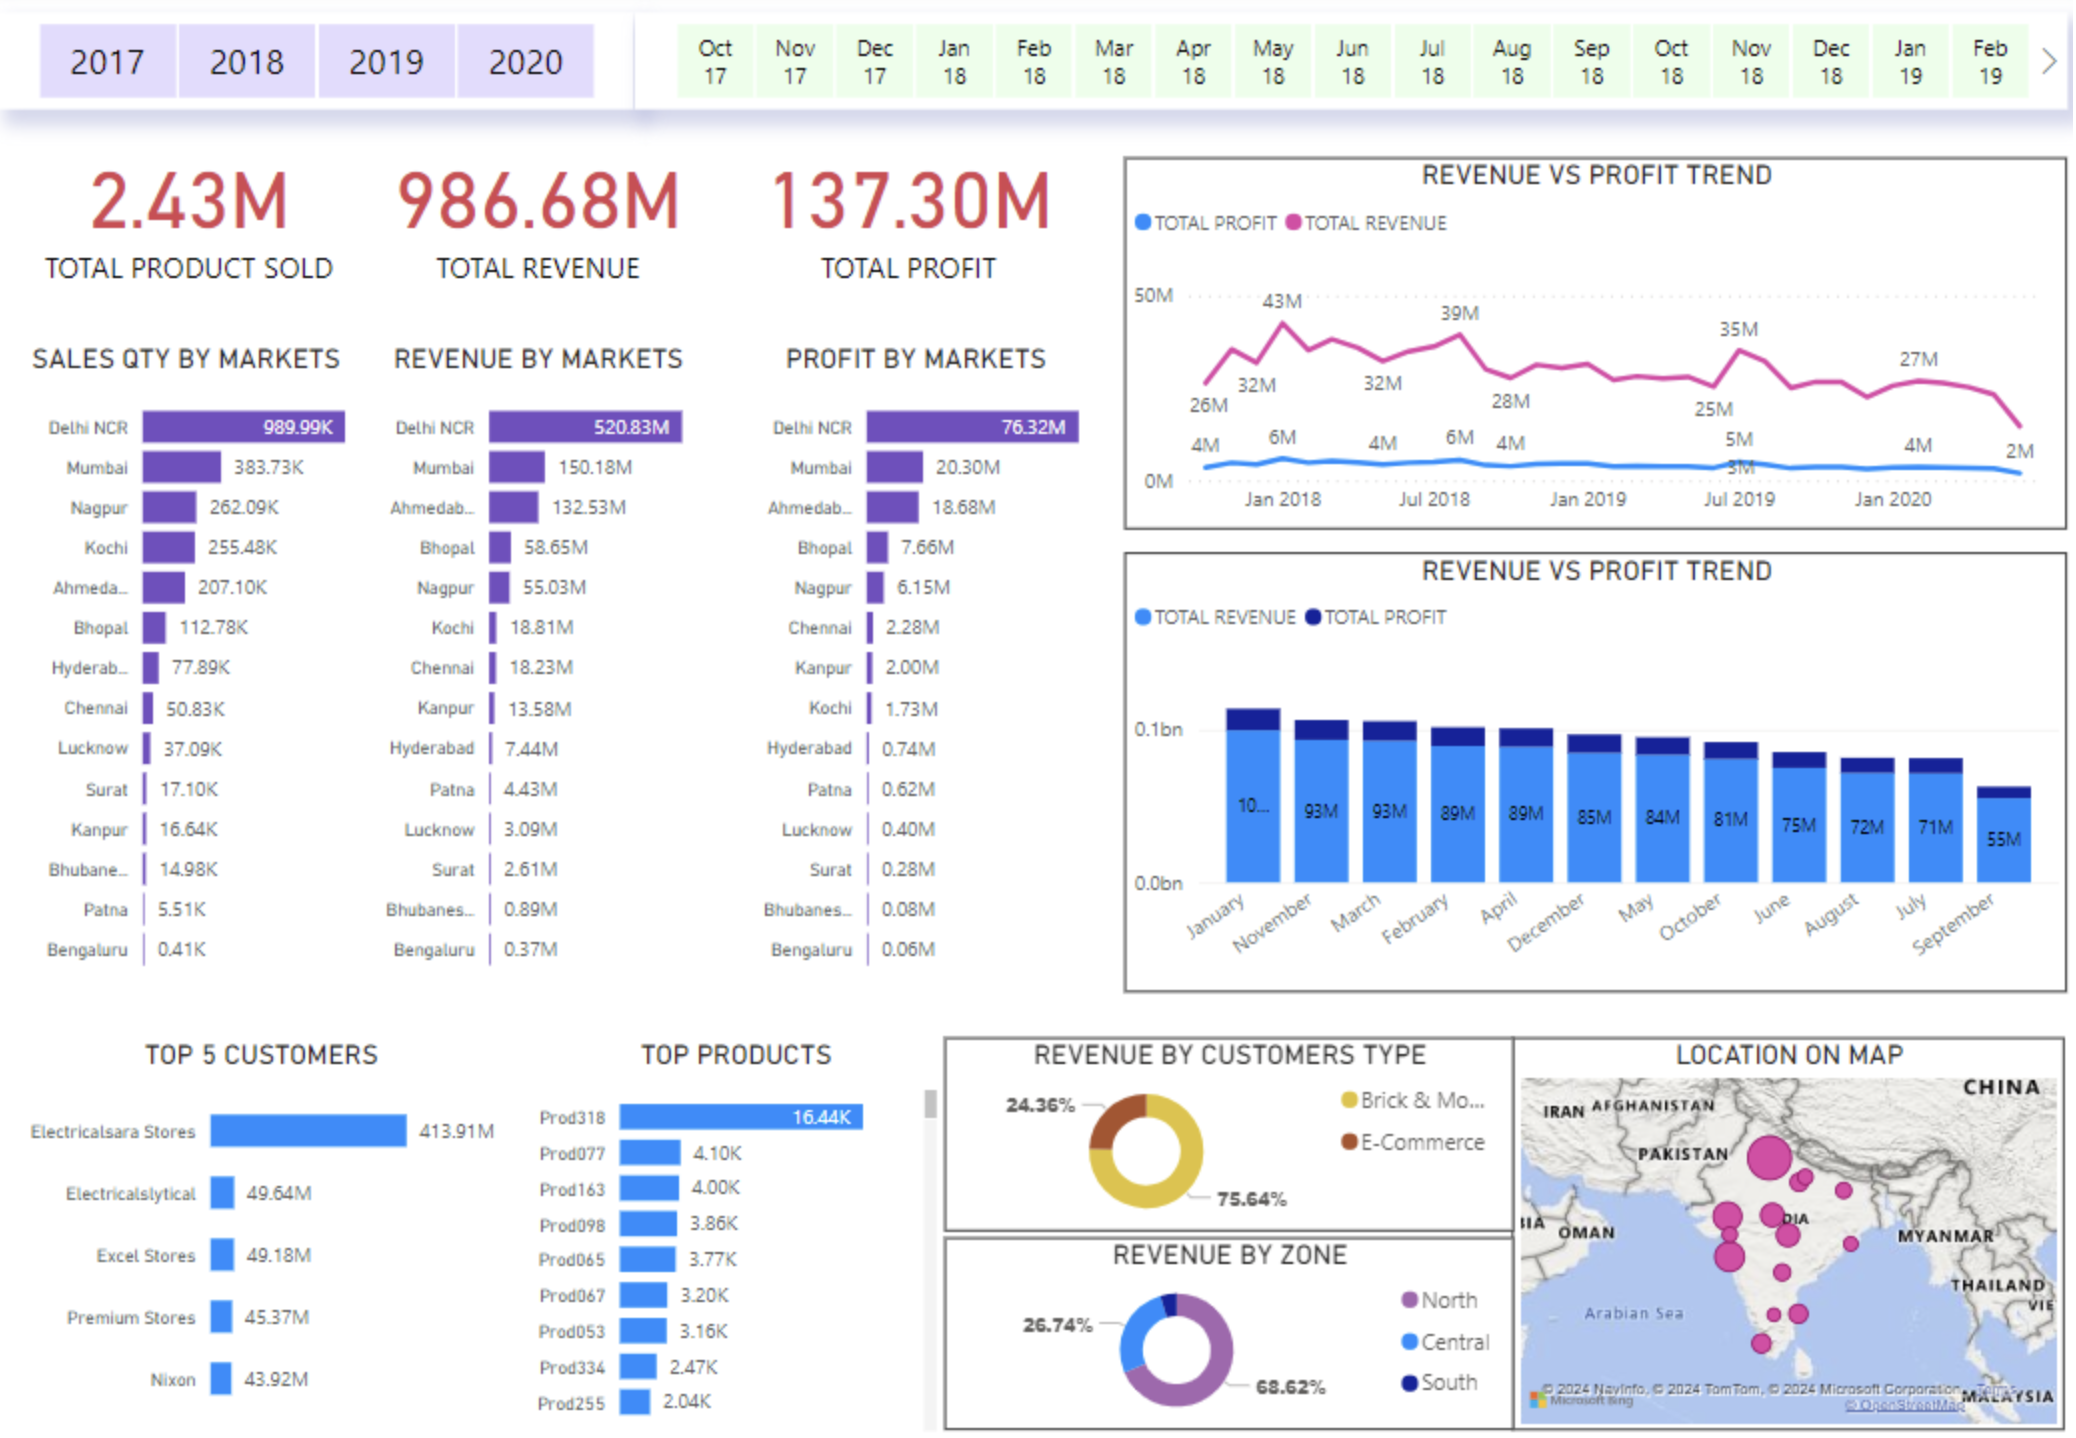 2017 2018 2019 2020
Oct Nov Dec Jan Feb Mar Apr May Jun Jul Aug Sep Oct Nov Dec Jan Feb
17 17 17 18 18 18 18 18 18 18 18 18 18 18 18 19 19
2.43M
TOTAL PRODUCT SOLD
986.68M
TOTAL REVENUE
137.30M
TOTAL PROFIT
SALES QTY BY MARKETS
Delhi NCR 989.99K
Mumbai 383.73K
Nagpur 262.09K
Kochi 255.48K
Ahmeda... 207.10K
Bhopal 112.78K
Hyderab... 77.89K
Chennai 50.83K
Lucknow 37.09K
Surat 17.10K
Kanpur 16.64K
Bhubane... 14.98K
Patna 5.51K
Bengaluru 0.41K
REVENUE BY MARKETS
Delhi NCR 520.83M
Mumbai 150.18M
Ahmedab... 132.53M
Bhopal 58.65M
Nagpur 55.03M
Kochi 18.81M
Chennai 18.23M
Kanpur 13.58M
Hyderabad 7.44M
Patna 4.43M
Lucknow 3.09M
Surat 2.61M
Bhubanes... 0.89M
Bengaluru 0.37M
PROFIT BY MARKETS
Delhi NCR 76.32M
Mumbai 20.30M
Ahmedab... 18.68M
Bhopal 7.66M
Nagpur 6.15M
Chennai 2.28M
Kanpur 2.00M
Kochi 1.73M
Hyderabad 0.74M
Patna 0.62M
Lucknow 0.40M
Surat 0.28M
Bhubanes... 0.08M
Bengaluru 0.06M
REVENUE VS PROFIT TREND
TOTAL PROFIT TOTAL REVENUE
50M
43M
39M
35M
27M
32M
32M
26M
28M
25M
4M 6M 4M 6M 4M 5M 4M 2M
3M
0M
Jan 2018 Jul 2018 Jan 2019 Jul 2019 Jan 2020
REVENUE VS PROFIT TREND
TOTAL REVENUE TOTAL PROFIT
0.1bn
10... 93M 93M 89M 89M 85M 84M 81M 75M 72M 71M 55M
0.0bn
January November March February April December May October June August July September
TOP 5 CUSTOMERS
Electricalsara Stores 413.91M
Electricalslytical 49.64M
Excel Stores 49.18M
Premium Stores 45.37M
Nixon 43.92M
TOP PRODUCTS
Prod318 16.44K
Prod077 4.10K
Prod163 4.00K
Prod098 3.86K
Prod065 3.77K
Prod067 3.20K
Prod053 3.16K
Prod334 2.47K
Prod255 2.04K
REVENUE BY CUSTOMERS TYPE
24.36%
75.64%
Brick & Mo...
E-Commerce
REVENUE BY ZONE
26.74%
68.62%
North
Central
South
LOCATION ON MAP
CHINA
IRAN AFGHANISTAN
PAKISTAN
DIA
IIA OMAN
MYANMAR
THAILAND
VIE
Arabian Sea
© 2024 NavInfo, © 2024 TomTom, © 2024 Microsoft Corporation
Microsoft Bing
© OpenStreetMap
MALAYSIA